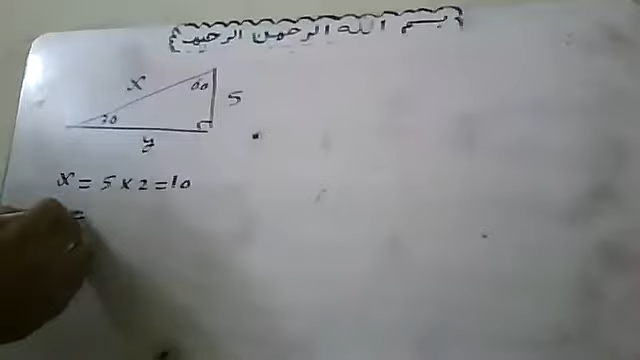 بسم الله الرحمن الرحيم
x
60
30
5
y
x = 5 × 2 = 10
=